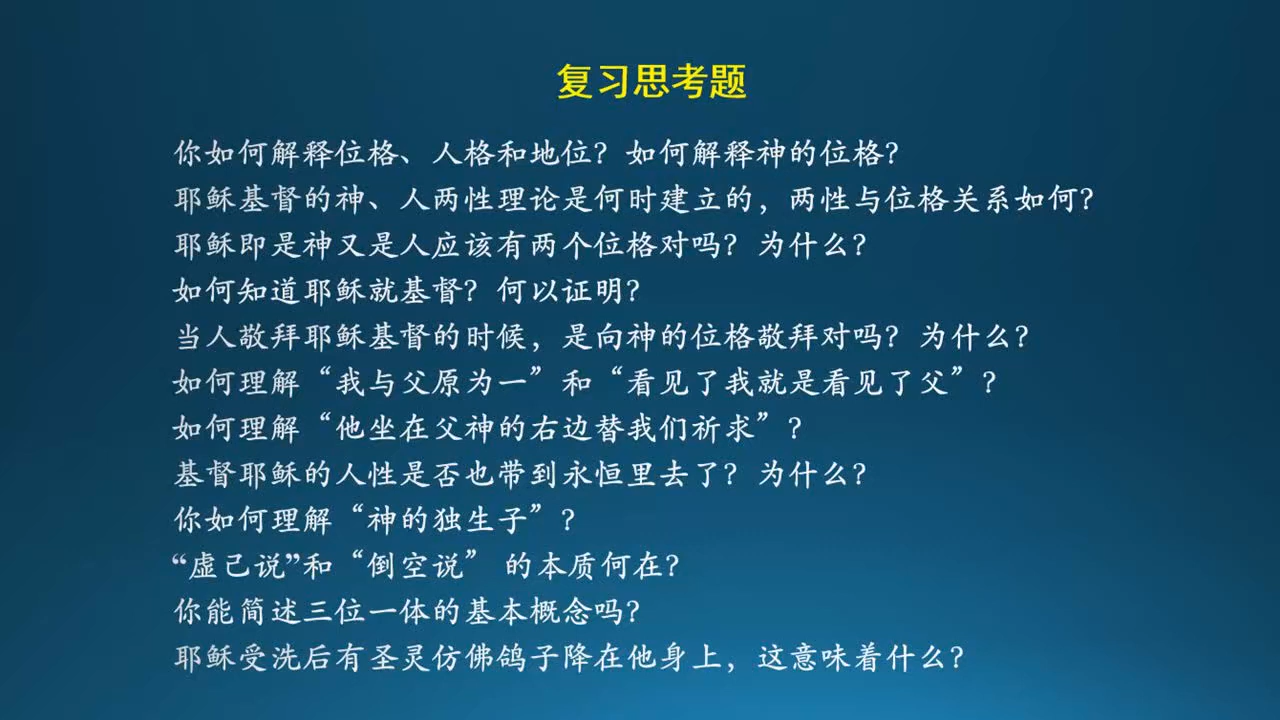 复习思考题
你如何解释位格、人格和地位？如何解释神的位格？
耶稣基督的神、人两性理论是何时建立的，两性与位格关系如何？
耶稣即是神又是人应该有两个位格对吗？为什么？
如何知道耶稣就基督？何以证明？
当人敬拜耶稣基督的时候，是向神的位格敬拜对吗？为什么？
如何理解“我与父原为一”和“看见了我就是看见了父”？
如何理解“他坐在父神的右边替我们祈求”？
基督耶稣的人性是否也带到永恒里去了？为什么？
你如何理解“神的独生子”？
“虚己说”和“倒空说” 的本质何在？
你能简述三位一体的基本概念吗？
耶稣受洗后有圣灵仿佛鸽子降在他身上，这意味着什么？